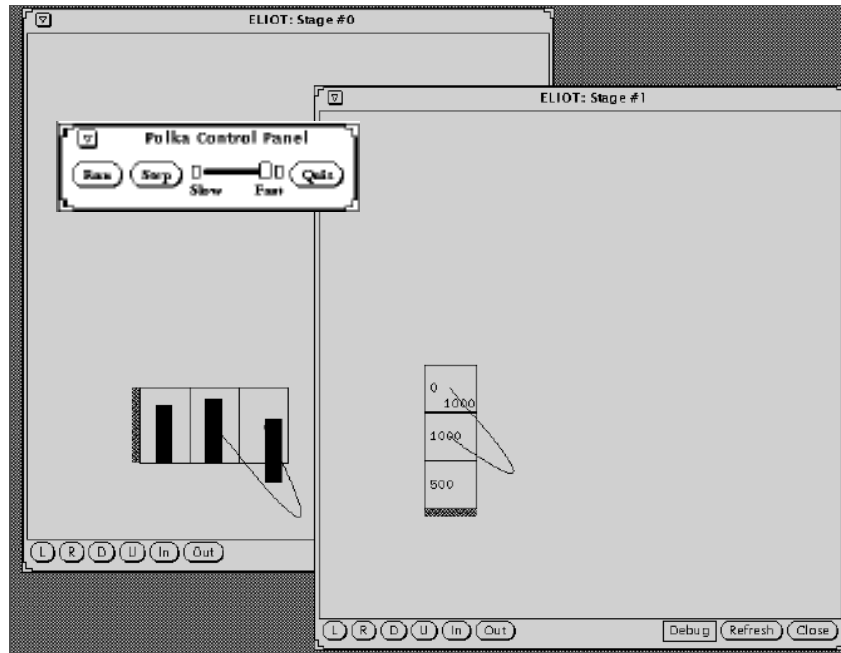 ELIOT: Stage #0
ELIOT: Stage #1
Polka Control Panel
Run Step Quit
Slow Fast
0
1000
1000
500
L R D U In Out
L R D U In Out Debug Refresh Close